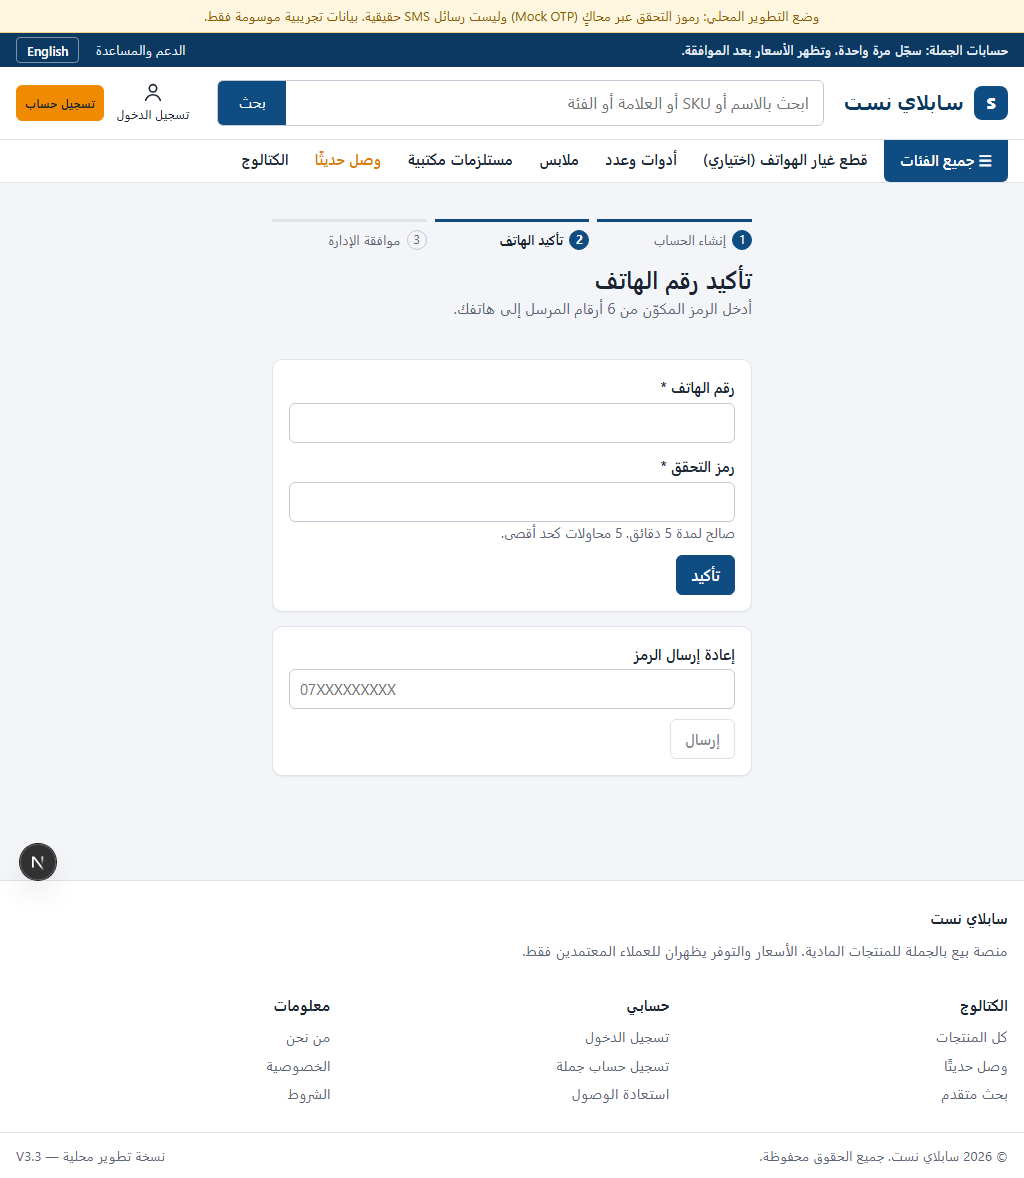 وضع التطوير المحلي: رموز التحقق عبر محاكٍ (Mock OTP) وليست رسائل SMS حقيقية. بيانات تجريبية موسومة فقط.
حسابات الجملة: سجّل مرة واحدة، وتظهر الأسعار بعد الموافقة.
الدعم والمساعدة
English
S
سابلاي نست
ابحث بالاسم أو SKU أو العلامة أو الفئة
بحث
تسجيل الدخول
تسجيل حساب
☰ جميع الفئات
قطع غيار الهواتف (اختياري)
أدوات وعدد
ملابس
مستلزمات مكتبية
وصل حديثًا
الكتالوج
1 إنشاء الحساب
2 تأكيد الهاتف
3 موافقة الإدارة
تأكيد رقم الهاتف
أدخل الرمز المكوّن من 6 أرقام المرسل إلى هاتفك.
رقم الهاتف *
رمز التحقق *
صالح لمدة 5 دقائق. 5 محاولات كحد أقصى.
تأكيد
إعادة إرسال الرمز
07XXXXXXXXX
إرسال
N
سابلاي نست
منصة بيع بالجملة للمنتجات المادية. الأسعار والتوفر يظهران للعملاء المعتمدين فقط.
الكتالوج
كل المنتجات
وصل حديثًا
بحث متقدم
حسابي
تسجيل الدخول
تسجيل حساب جملة
استعادة الوصول
معلومات
من نحن
الخصوصية
الشروط
© 2026 سابلاي نست. جميع الحقوق محفوظة.
نسخة تطوير محلية — V3.3